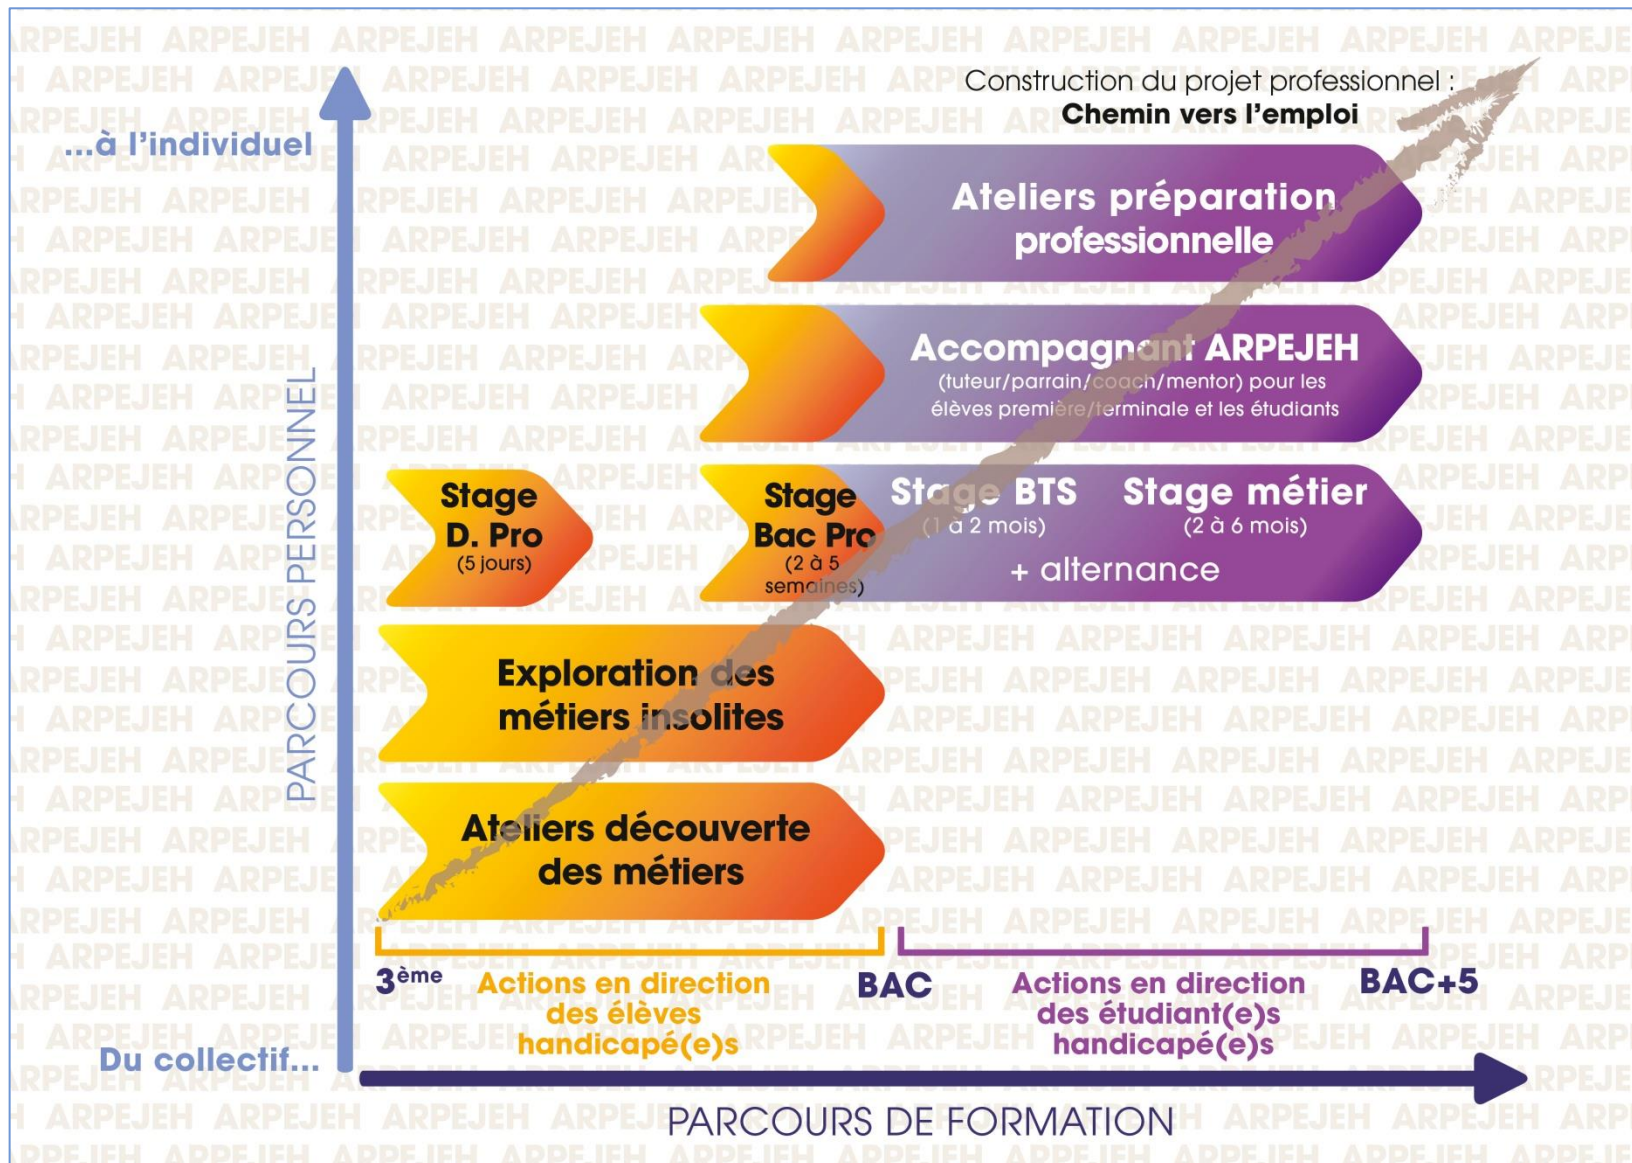 Construction du projet professionnel :
Chemin vers l'emploi
...à l'individuel
Ateliers préparation
professionnelle
Accompagnant ARPEJEH
(tuteur/parrain/coach/mentor) pour les
élèves première/terminale et les étudiants
PARCOURS PERSONNEL
Stage
D. Pro
(5 jours)
Stage
Bac Pro
(2 à 5
semaines)
Stage BTS
(1 à 2 mois)
Stage métier
(2 à 6 mois)
+ alternance
Exploration des
métiers insolites
Ateliers découverte
des métiers
3ème
Actions en direction
des élèves
handicapé(e)s
BAC
Actions en direction
des étudiant(e)s
handicapé(e)s
BAC+5
Du collectif...
PARCOURS DE FORMATION